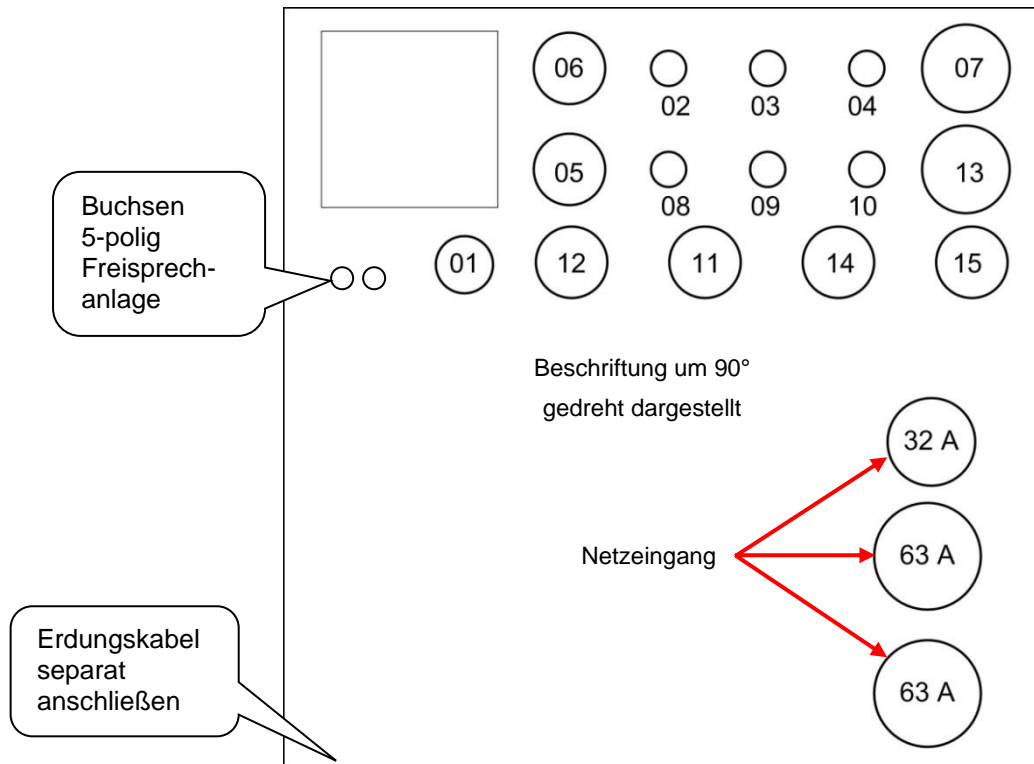 06
02
03
04
07
05
08
09
10
13
Buchsen
5-polig
Freisprech-
anlage
01
12
11
14
15
Beschriftung um 90°
gedreht dargestellt
32 A
Netzeingang
63 A
63 A
Erdungskabel
separat
anschließen